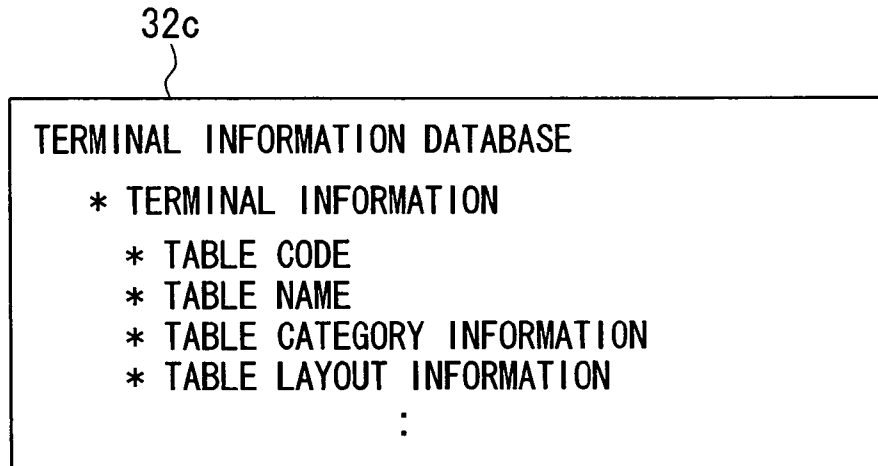 32c
TERMINAL INFORMATION DATABASE
* TERMINAL INFORMATION
* TABLE CODE
* TABLE NAME
* TABLE CATEGORY INFORMATION
* TABLE LAYOUT INFORMATION
: